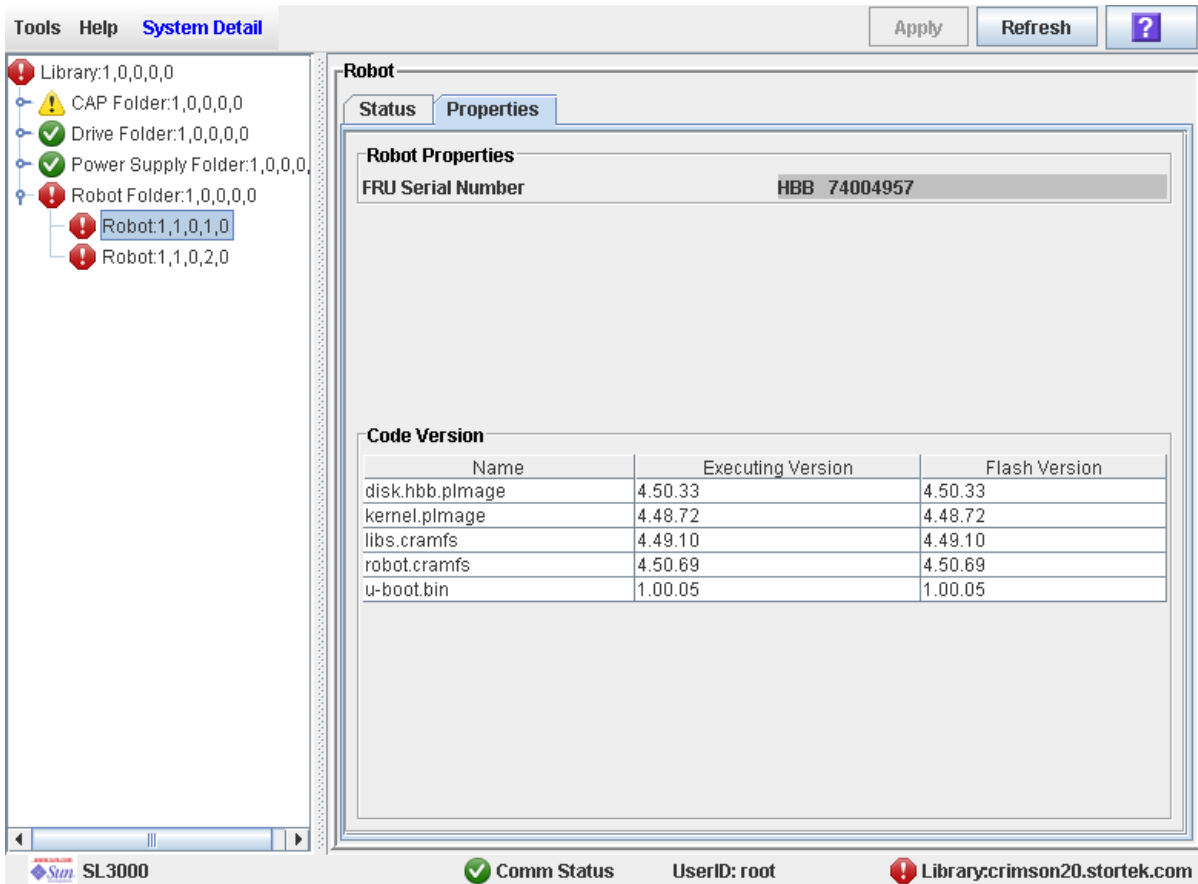 Tools Help System Detail Apply Refresh ?
Library:1,0,0,0,0
CAP Folder:1,0,0,0,0
Drive Folder:1,0,0,0,0
Power Supply Folder:1,0,0,0,
Robot Folder:1,0,0,0,0
Robot:1,1,0,1,0
Robot:1,1,0,2,0
Robot
Status Properties
Robot Properties
FRU Serial Number HBB 74004957
Code Version
Name Executing Version Flash Version
disk.hbb.pImage 4.50.33 4.50.33
kernel.pImage 4.48.72 4.48.72
libs.cramfs 4.49.10 4.49.10
robot.cramfs 4.50.69 4.50.69
u-boot.bin 1.00.05 1.00.05
Sun SL3000 Comm Status UserID: root Library:crimson20.stortek.com